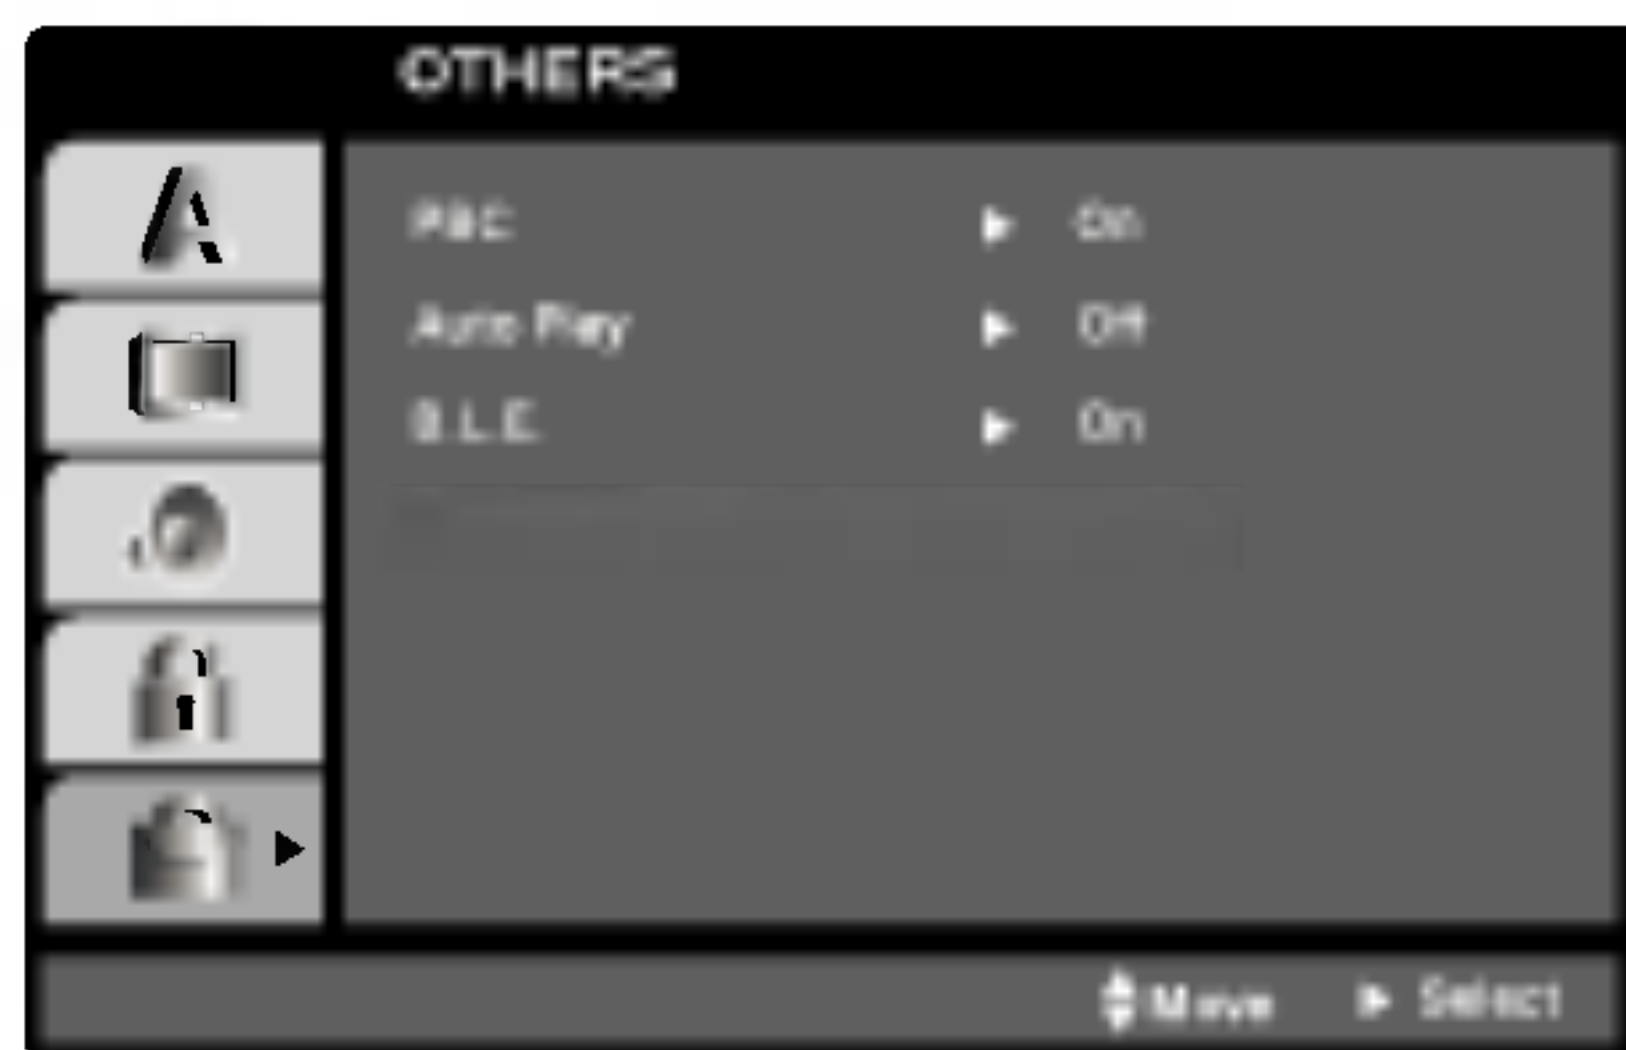 OTHERS
PBC ▶ On
Auto Play ▶ Off
B.L.E. ▶ On
Move ▶ Select